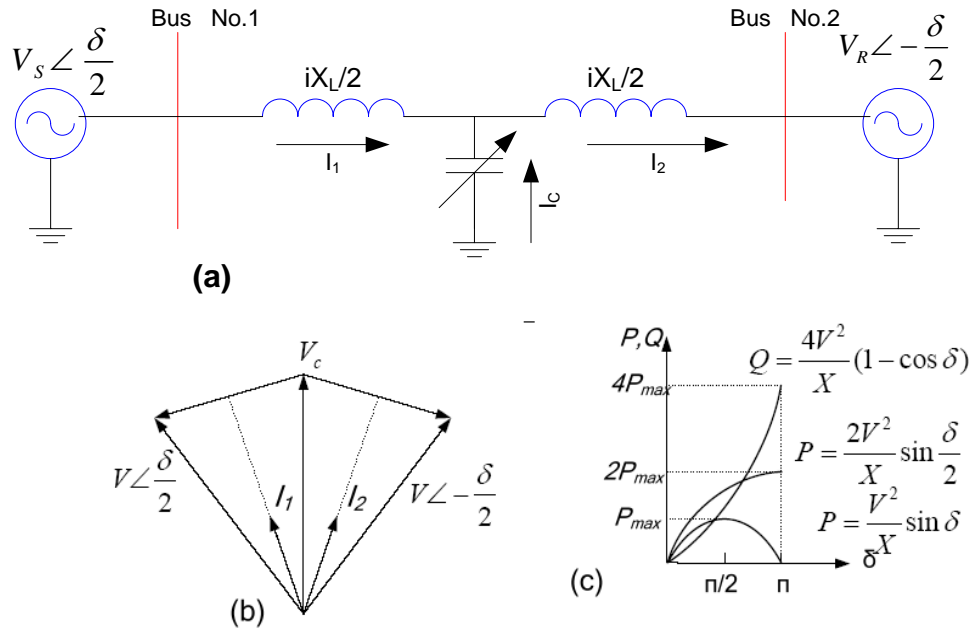 Bus No.1
Bus No.2
V_S∠δ/2
V_R∠-δ/2
iX_L/2
iX_L/2
I_1
I_2
I_C
(a)
V_c
V∠δ/2
I_1
I_2
V∠-δ/2
(b)
P,Q
Q = 4V²/X (1 - cos δ)
4P_max
P = 2V²/X sin δ/2
2P_max
P_max
P = V²/X sin δ
δ
π/2
π
(c)